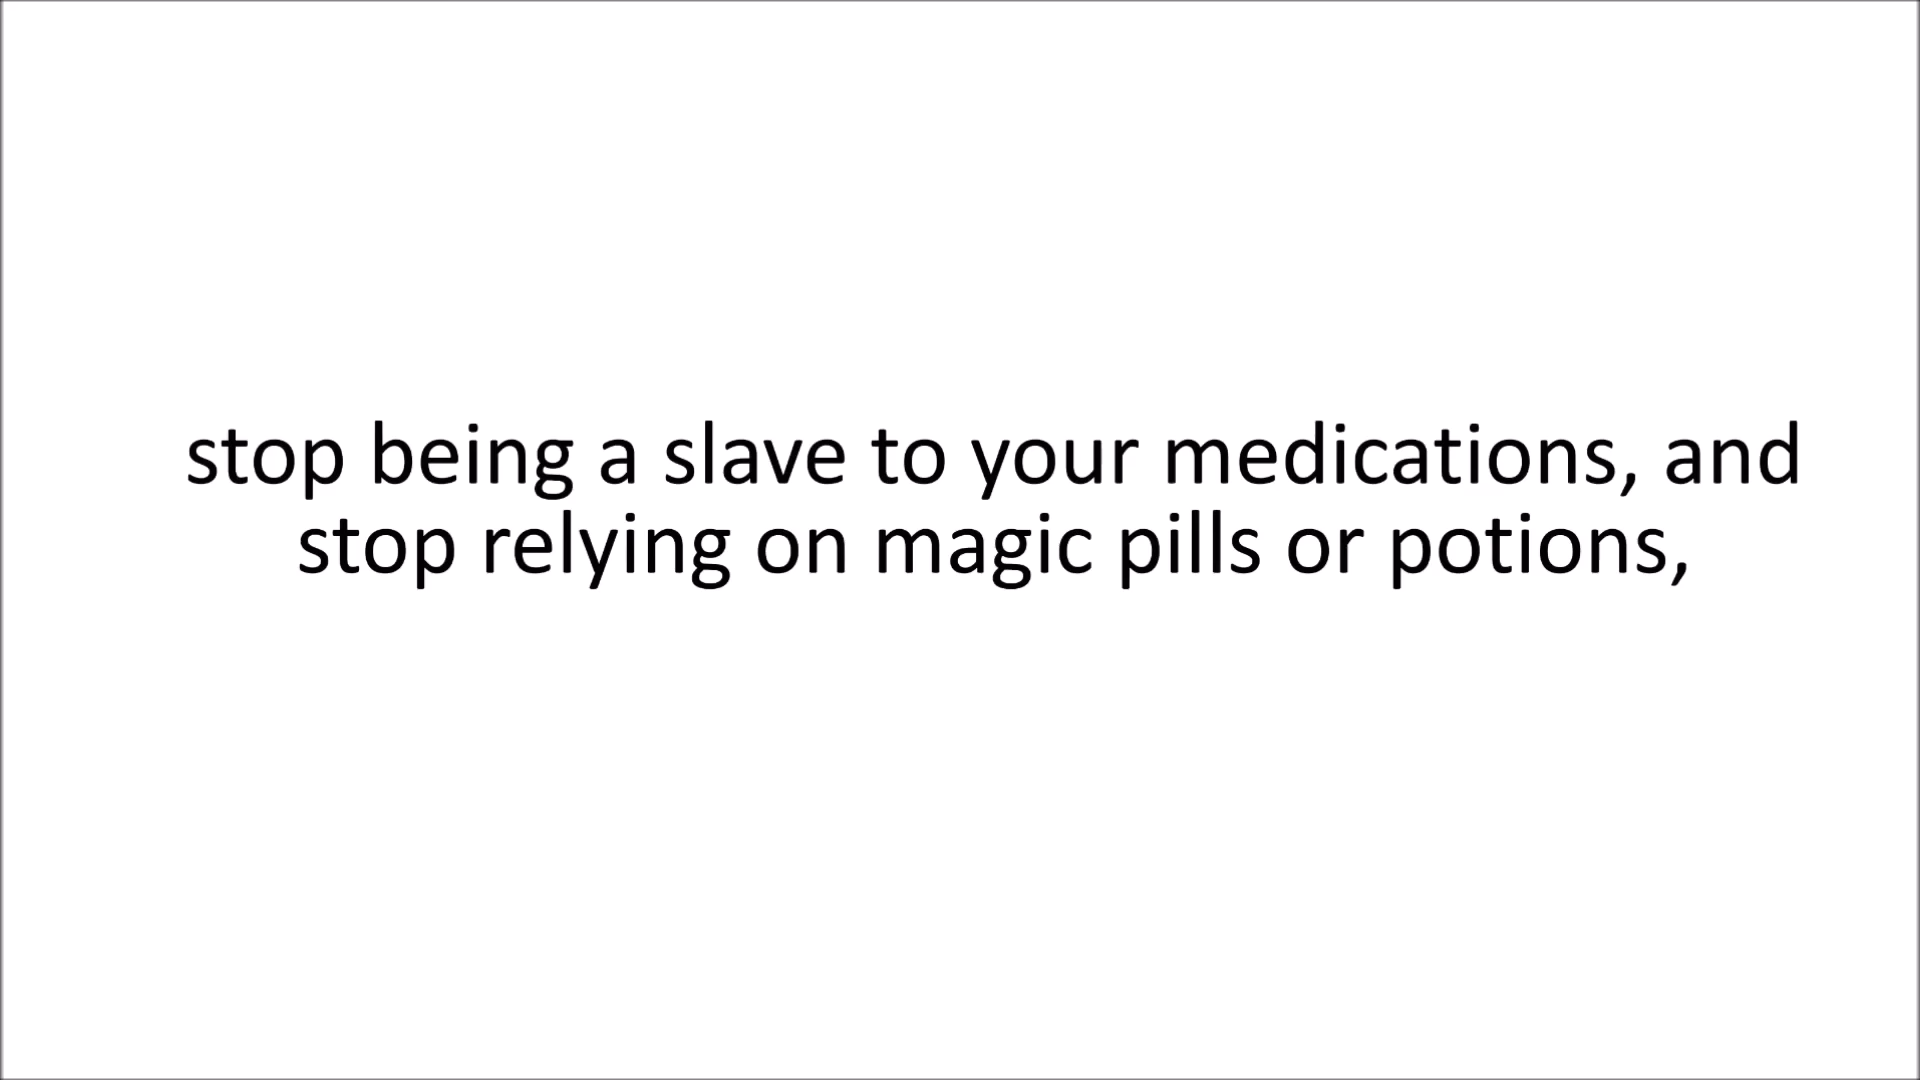 stop being a slave to your medications, and
stop relying on magic pills or potions,